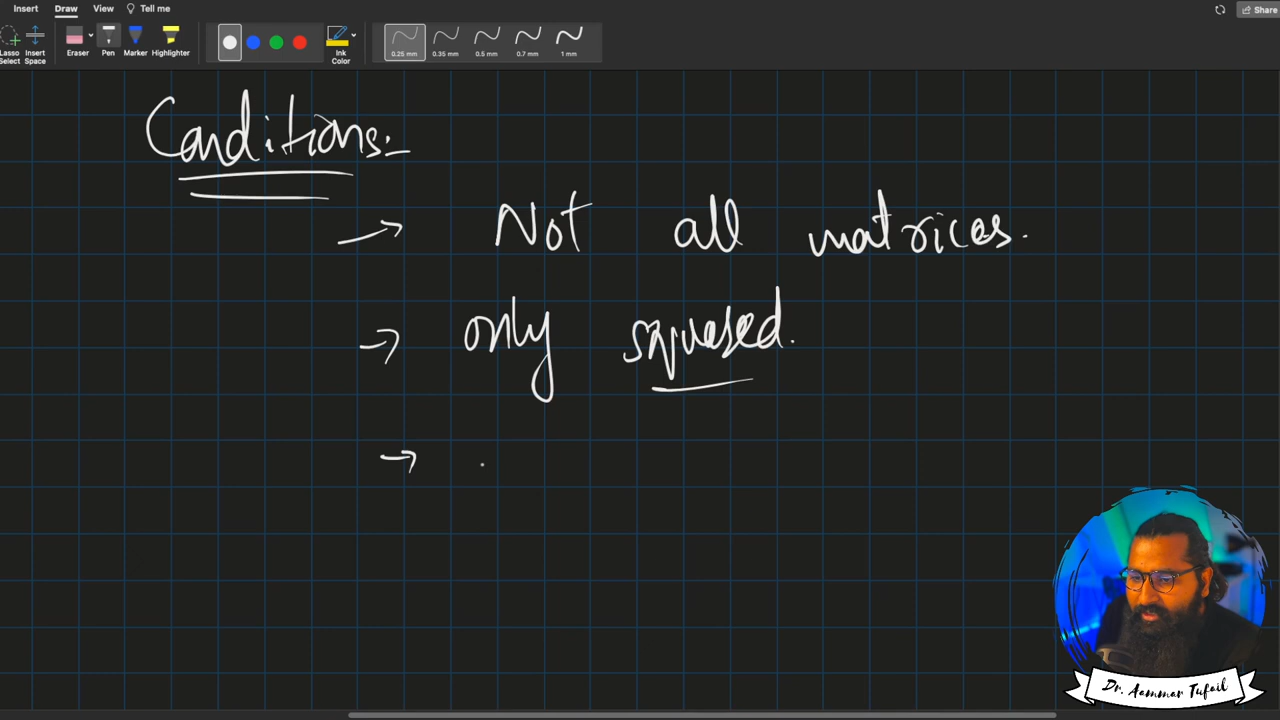 Insert Draw View Tell me
Share
Lasso Select
Insert Space
Eraser
Pen
Marker
Highlighter
Ink Color
0.25 mm
0.35 mm
0.5 mm
0.7 mm
1 mm
Conditions:-
→ Not all matrices.
→ only squared.
→
Dr. Aammar Tufail